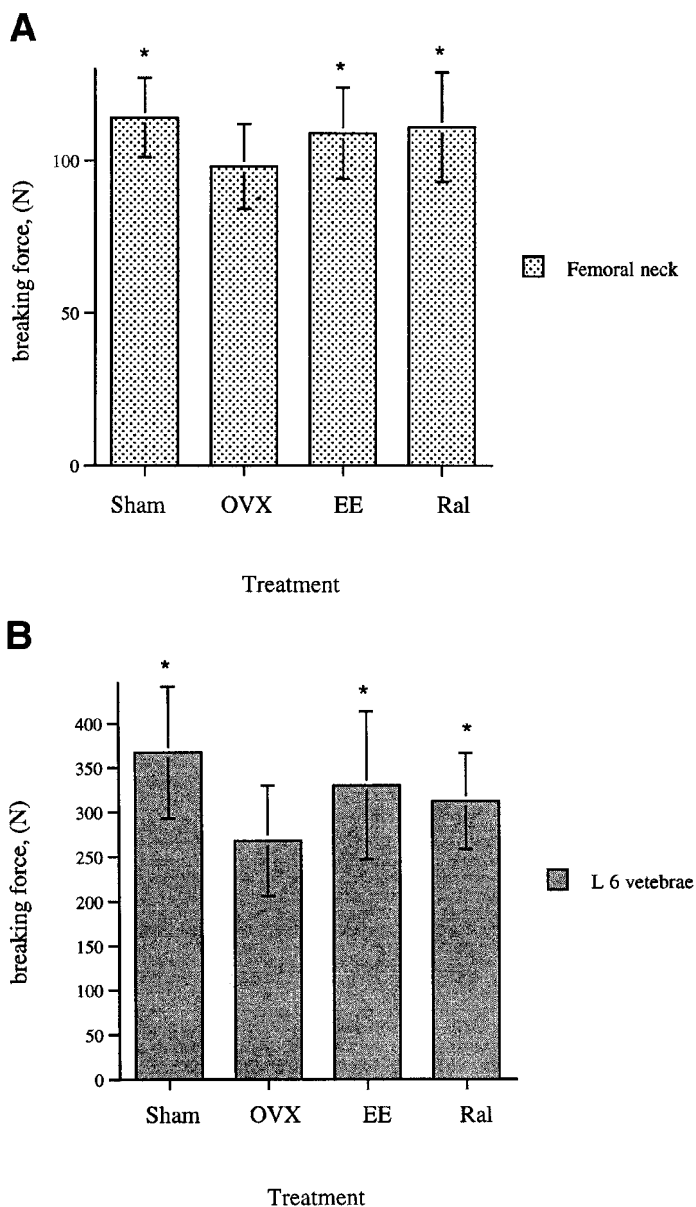 A
* * *
breaking force, (N)
100
50
0
Sham OVX EE Ral
Treatment
Femoral neck
B
* * *
breaking force, (N)
400
350
300
250
200
150
100
50
0
Sham OVX EE Ral
Treatment
L 6 vetebrae